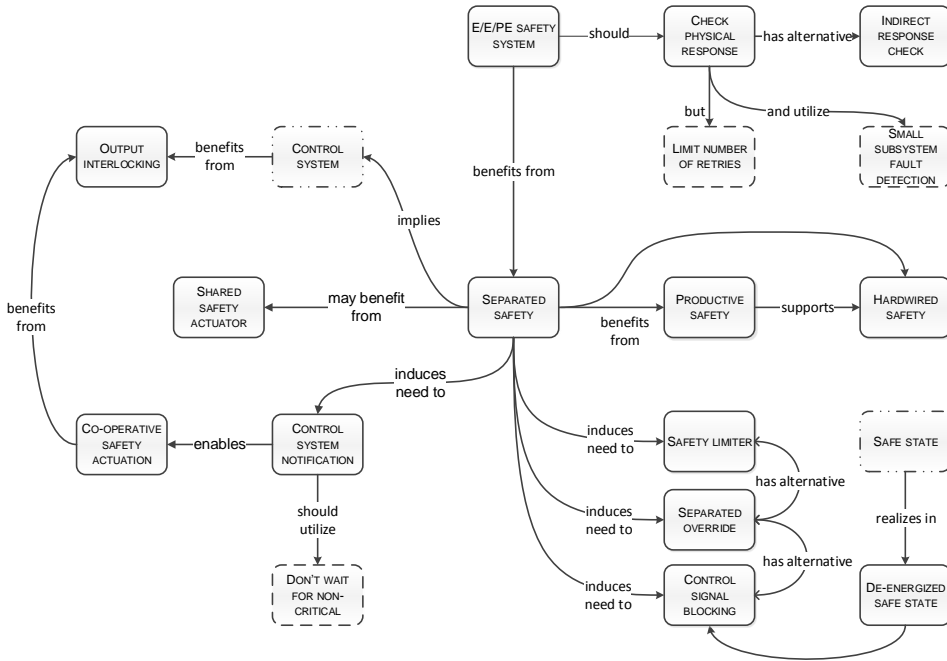 E/E/PE SAFETY
SYSTEM
should
CHECK
PHYSICAL
RESPONSE
has alternative
INDIRECT
RESPONSE
CHECK
but
and utilize
LIMIT NUMBER
OF RETRIES
SMALL
SUBSYSTEM
FAULT
DETECTION
OUTPUT
INTERLOCKING
benefits
from
CONTROL
SYSTEM
benefits from
implies
SHARED
SAFETY
ACTUATOR
may benefit
from
SEPARATED
SAFETY
benefits
from
PRODUCTIVE
SAFETY
supports
HARDWIRED
SAFETY
benefits
from
induces
need to
CO-OPERATIVE
SAFETY
ACTUATION
enables
CONTROL
SYSTEM
NOTIFICATION
induces
need to
SAFETY LIMITER
SAFE STATE
has alternative
should
utilize
induces
need to
SEPARATED
OVERRIDE
realizes in
has alternative
DON'T WAIT
FOR NON-
CRITICAL
induces
need to
CONTROL
SIGNAL
BLOCKING
DE-ENERGIZED
SAFE STATE